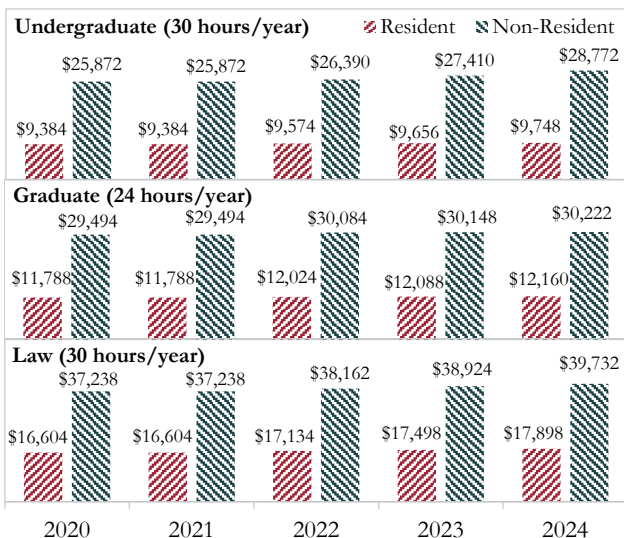 Undergraduate (30 hours/year) Resident Non-Resident
$25,872 $25,872 $26,390 $27,410 $28,772
$9,384 $9,384 $9,574 $9,656 $9,748
Graduate (24 hours/year)
$29,494 $29,494 $30,084 $30,148 $30,222
$11,788 $11,788 $12,024 $12,088 $12,160
Law (30 hours/year)
$37,238 $37,238 $38,162 $38,924 $39,732
$16,604 $16,604 $17,134 $17,498 $17,898
2020 2021 2022 2023 2024